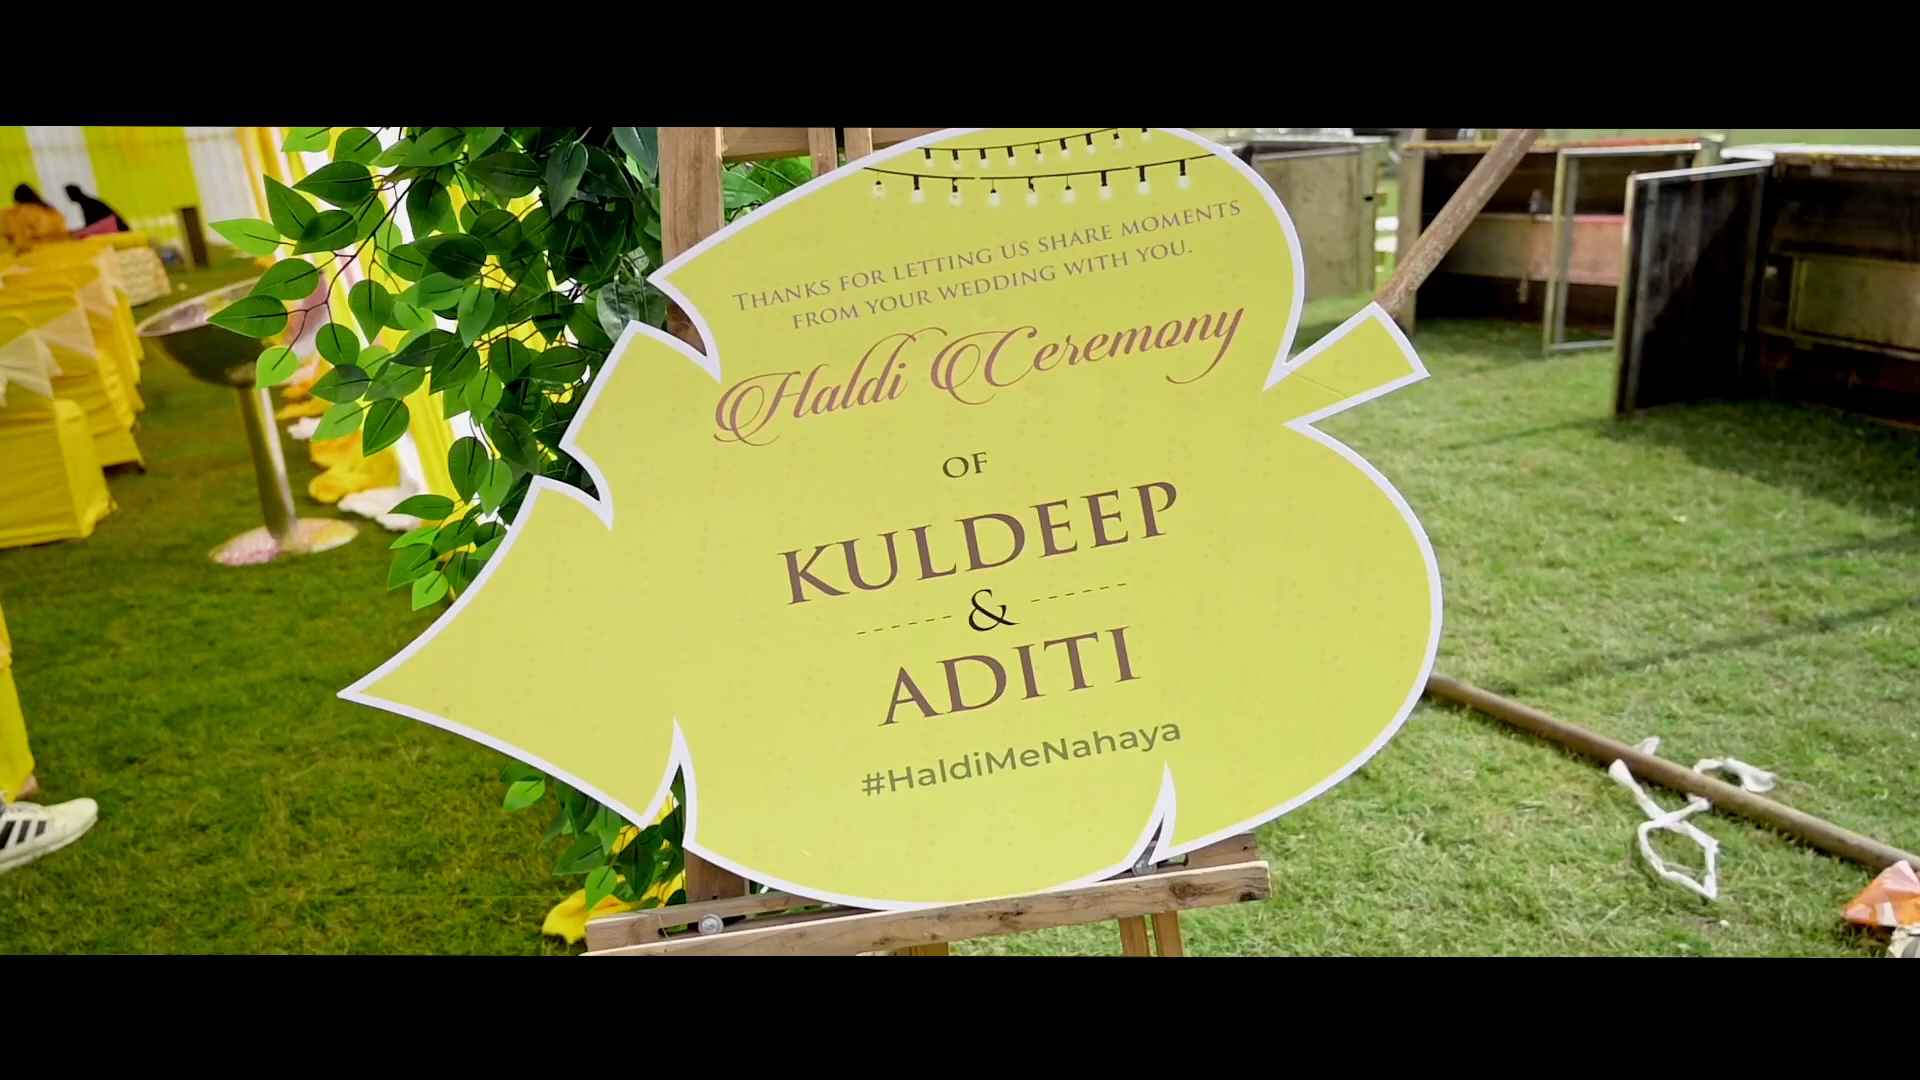 THANKS FOR LETTING US SHARE MOMENTS
FROM YOUR WEDDING WITH YOU.
Haldi Ceremony
OF
KULDEEP
&
ADITI
#HaldiMeNahaya